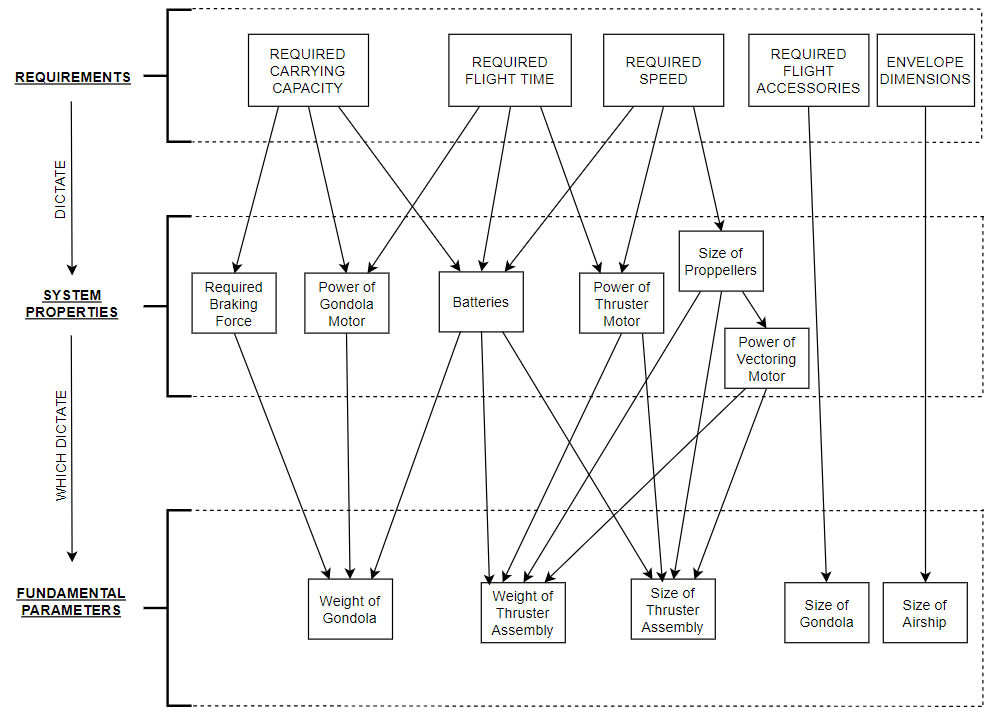 REQUIREMENTS
REQUIRED
CARRYING
CAPACITY
REQUIRED
FLIGHT TIME
REQUIRED
SPEED
REQUIRED
FLIGHT
ACCESSORIES
ENVELOPE
DIMENSIONS
DICTATE
SYSTEM
PROPERTIES
Required
Braking
Force
Power of
Gondola
Motor
Batteries
Power of
Thruster
Motor
Size of
Proppellers
Power of
Vectoring
Motor
WHICH DICTATE
FUNDAMENTAL
PARAMETERS
Weight of
Gondola
Weight of
Thruster
Assembly
Size of
Thruster
Assembly
Size of
Gondola
Size of
Airship